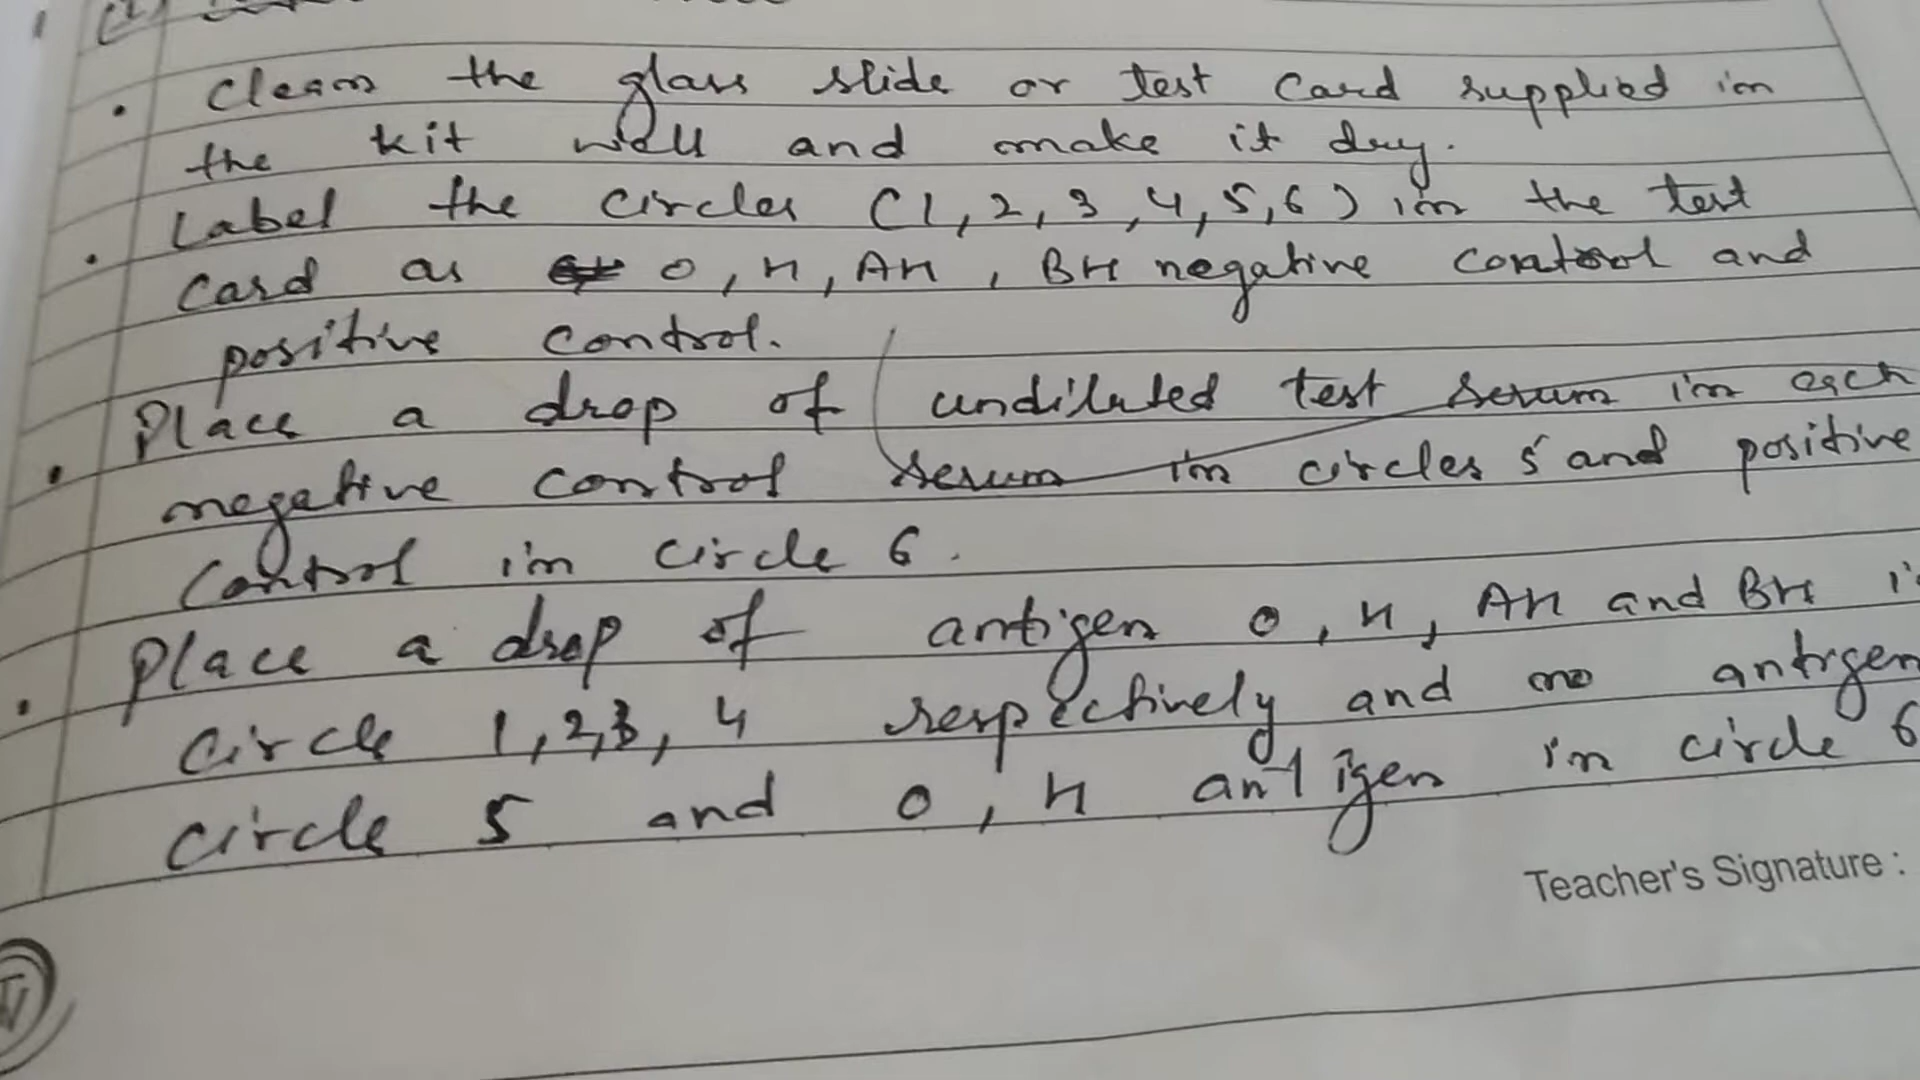 • Clean the glass slide or test card supplied in
the kit well and make it dry.
• Label the circles (1,2,3,4,5,6) in the test
card as O, H, AH, BH negative control and
positive control.
• Place a drop of undiluted test serum in each
negative control serum in circles 5 and positive
control in circle 6.
• Place a drop of antigen O, H, AH and BH i
circle 1,2,3,4 respectively and no antigen
circle 5 and O, H antigen in circle 6
Teacher's Signature :